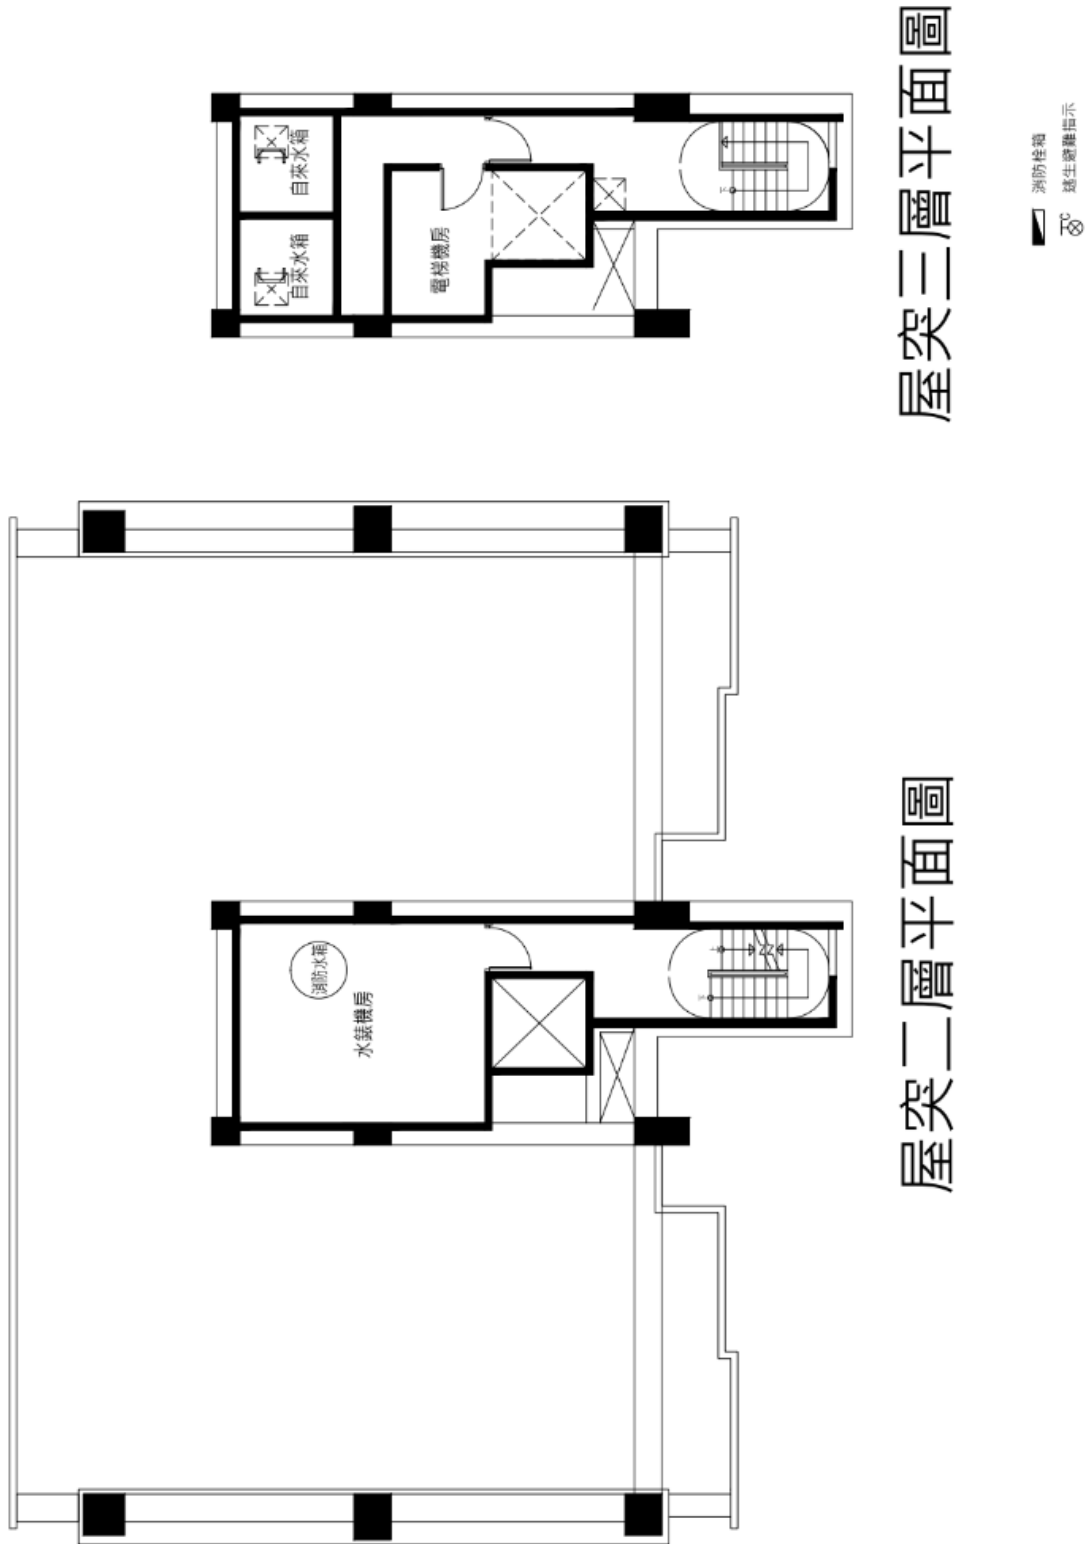 自來水箱
自來水箱
電梯機房
屋突三層平面圖
消防栓箱
逃生避難指示
消防水箱
水錶機房
屋突二層平面圖